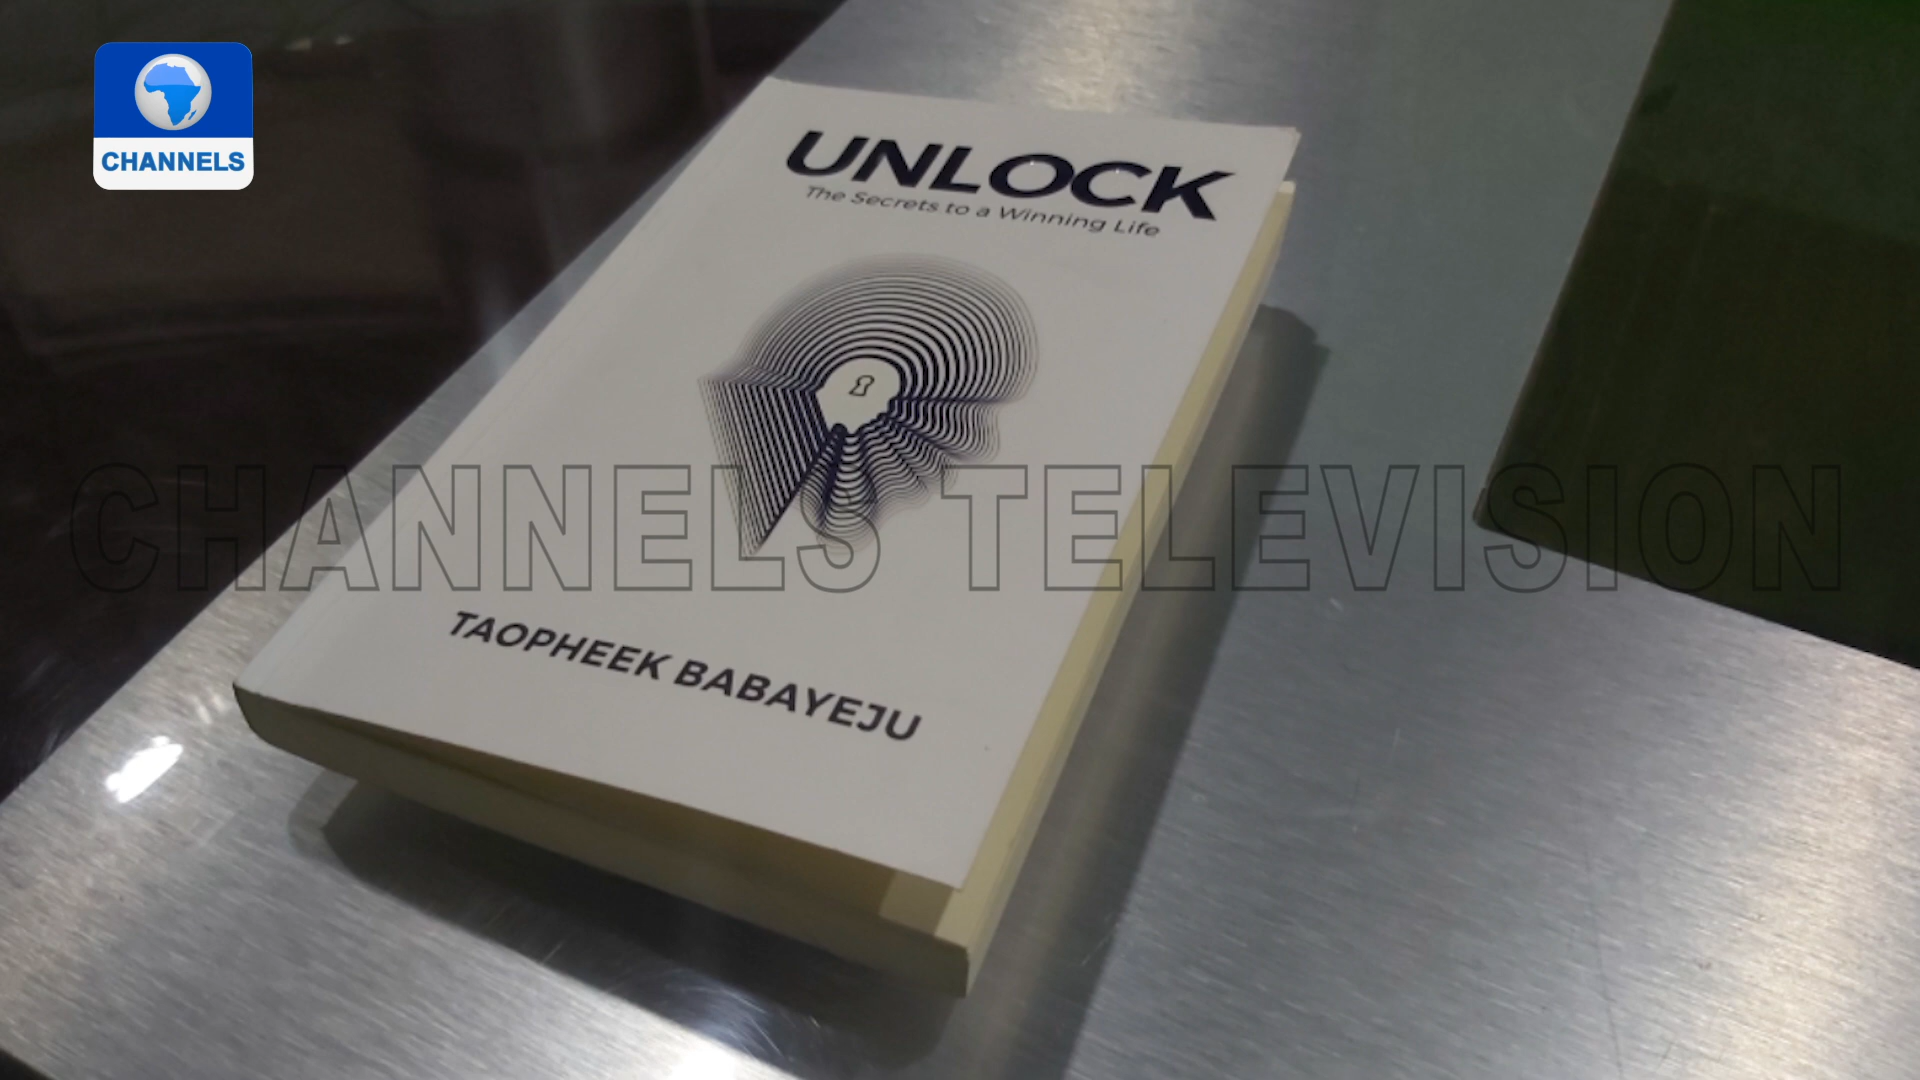 CHANNELS
UNLOCK
The Secrets to a Winning Life
CHANNELS TELEVISION
TAOPHEEK BABAYEJU